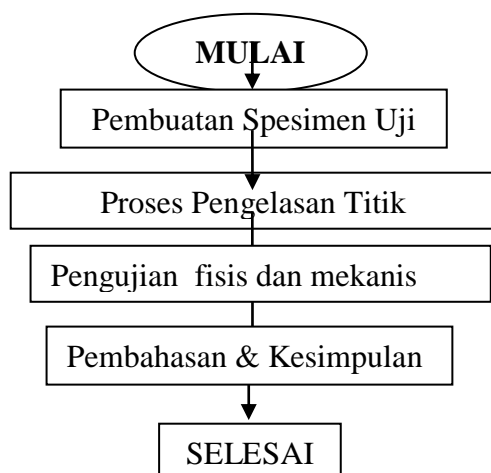 MULAI
Pembuatan Spesimen Uji
Proses Pengelasan Titik
Pengujian fisis dan mekanis
Pembahasan & Kesimpulan
SELESAI